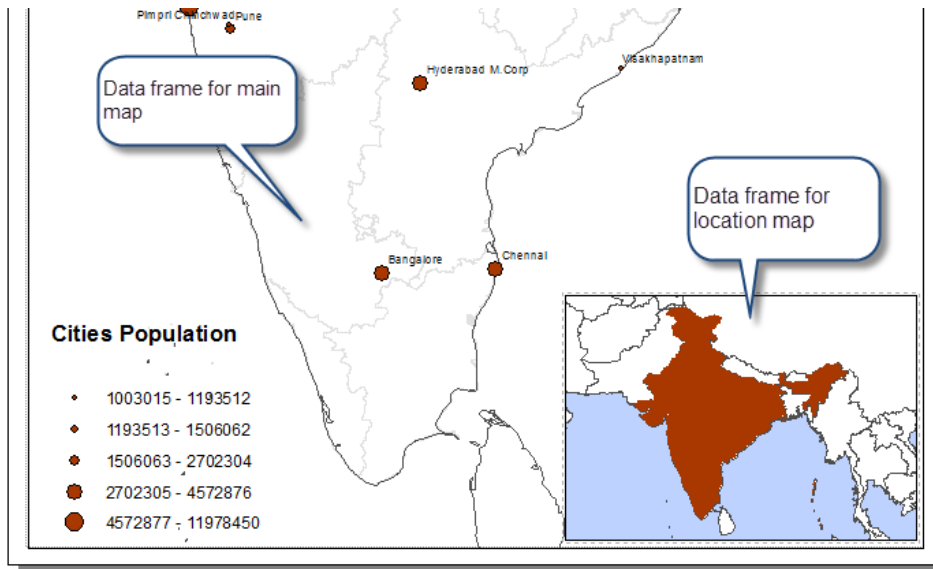 Pimpri Chinchwad Pune
Data frame for main
map
Hyderabad M.Corp
Visakhapatnam
Data frame for
location map
Bangalore
Chennai
Cities Population
1003015 - 1193512
1193513 - 1506062
1506063 - 2702304
2702305 - 4572876
4572877 - 11978450